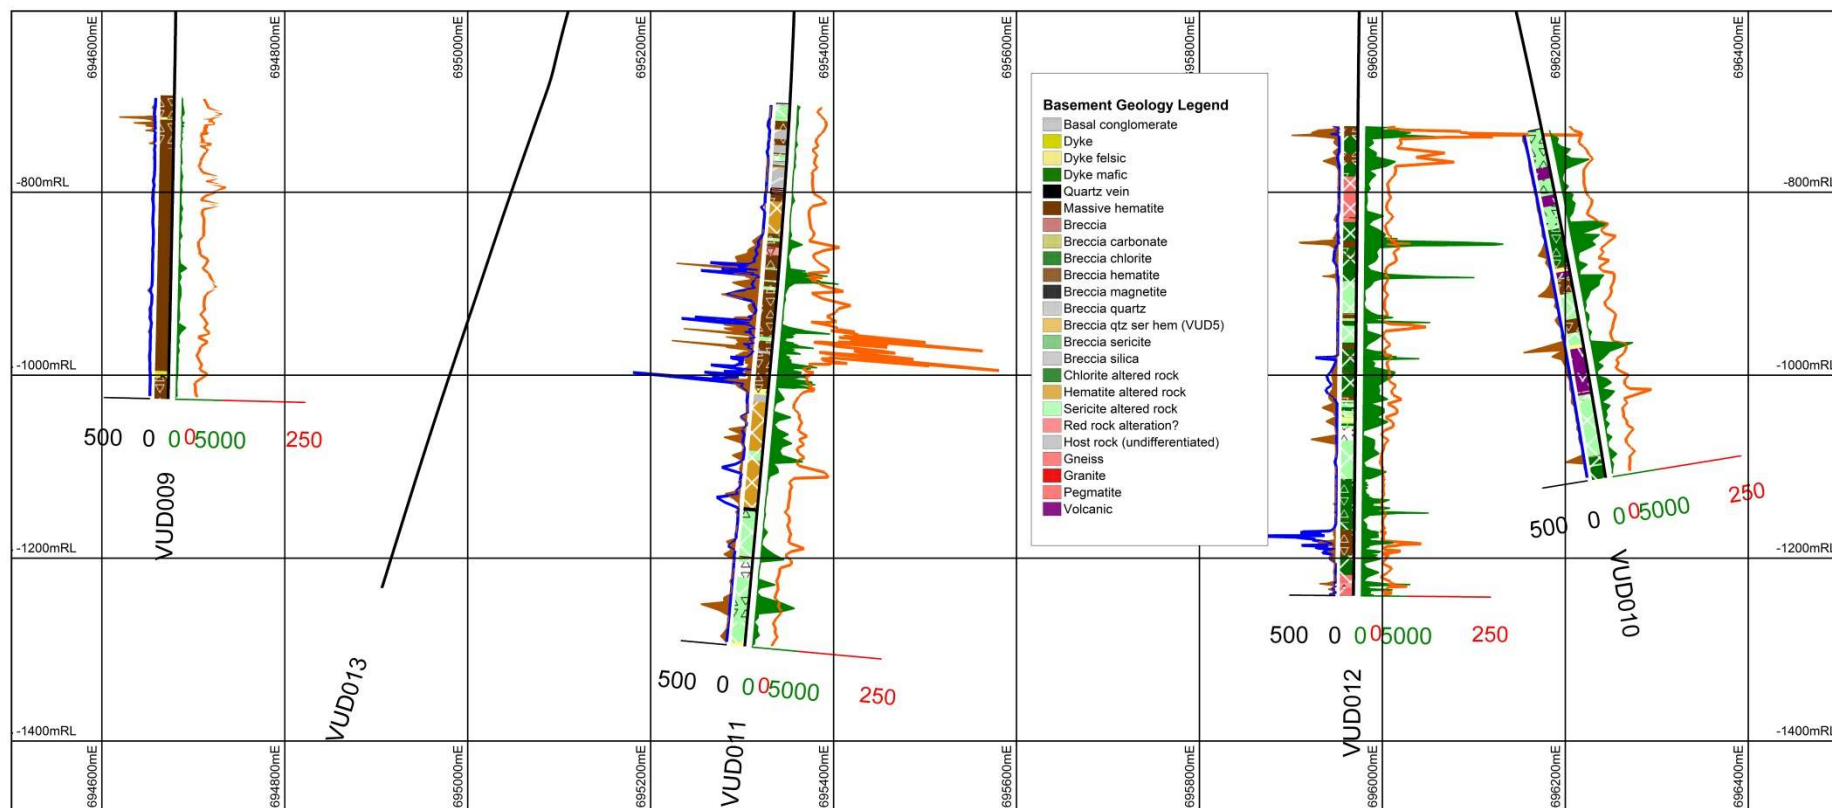 694600mE
694800mE
695000mE
695200mE
695400mE
695600mE
695800mE
696000mE
696200mE
696400mE
Basement Geology Legend
Basal conglomerate
Dyke
Dyke felsic
Dyke mafic
Quartz vein
Massive hematite
Breccia
Breccia carbonate
Breccia chlorite
Breccia hematite
Breccia magnetite
Breccia quartz
Breccia qtz ser hem (VUD5)
Breccia sericite
Breccia silica
Chlorite altered rock
Hematite altered rock
Sericite altered rock
Red rock alteration?
Host rock (undifferentiated)
Gneiss
Granite
Pegmatite
Volcanic
-800mRL
-800mRL
-1000mRL
-1000mRL
500 0 0 0 5000 250
VUD009
-1200mRL
-1200mRL
VUD013
500 0 0 0 5000 250
VUD011
500 0 0 0 5000 250
VUD012
500 0 0 0 5000 250
VUD010
-1400mRL
-1400mRL
694600mE
694800mE
695000mE
695200mE
695400mE
695600mE
695800mE
696000mE
696200mE
696400mE